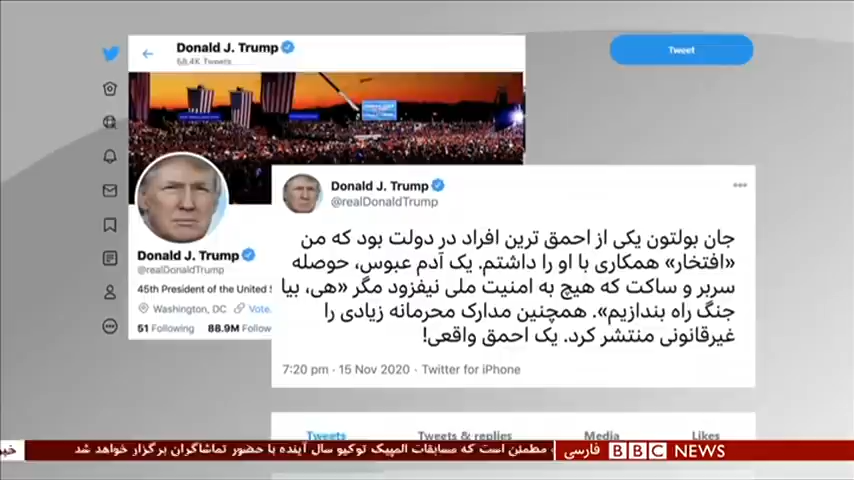 Donald J. Trump
68.4K Tweets
Tweet
Donald J. Trump
@realDonaldTrump
45th President of the United S
Washington, DC
Vote.
51 Following 88.9M Follow
Donald J. Trump
@realDonaldTrump
جان بولتون یکی از احمق ترین افراد در دولت بود که من
«افتخار» همکاری با او را داشتم. یک آدم عبوس، حوصله
سربر و ساکت که هیچ به امنیت ملی نیفزود مگر «هی، بیا
جنگ راه بندازیم». همچنین مدارک محرمانه زیادی را
غیرقانونی منتشر کرد. یک احمق واقعی!
7:20 pm · 15 Nov 2020 · Twitter for iPhone
Tweets Tweets & replies Media Likes
BBC NEWS فارسی
مطمئن است که مسابقات المپیک توکیو سال آینده با حضور تماشاگران برگزار خواهد شد